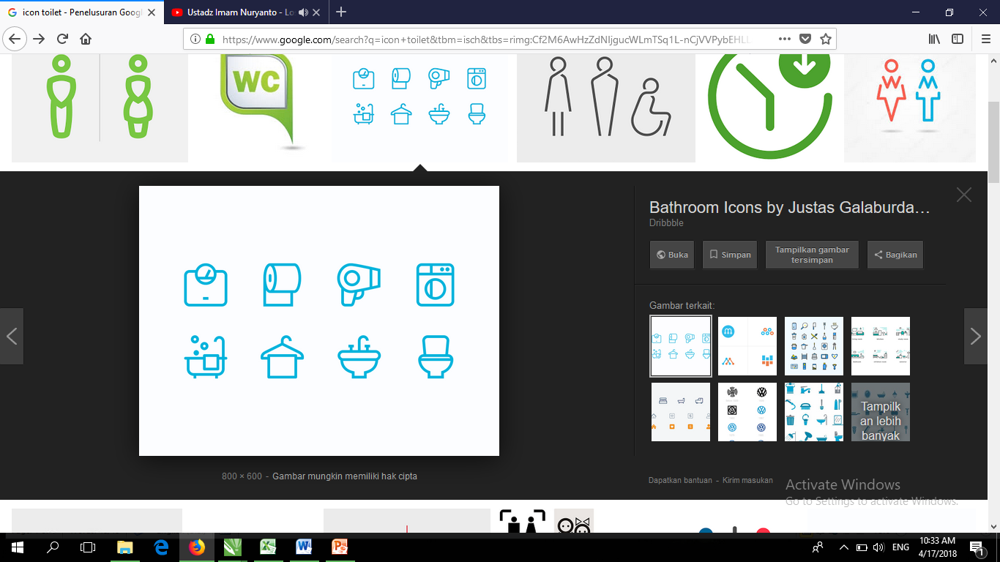 icon toilet - Penelusuran Googl
Ustadz Imam Nuryanto - Lo
https://www.google.com/search?q=icon+toilet&tbm=isch&tbs=rimg:Cf2M6AwHzZdNIjgucWLmTSq1L-nCjVVPybEHLL
WC
Bathroom Icons by Justas Galaburda…
Dribbble
Buka
Simpan
Tampilkan gambar
tersimpan
Bagikan
Gambar terkait:
Tampilk
an lebih
banyak
800 × 600 - Gambar mungkin memiliki hak cipta
Dapatkan bantuan - Kirim masukan
Activate Windows
Go to Settings to activate Windows.
ENG
10:33 AM
4/17/2018
1